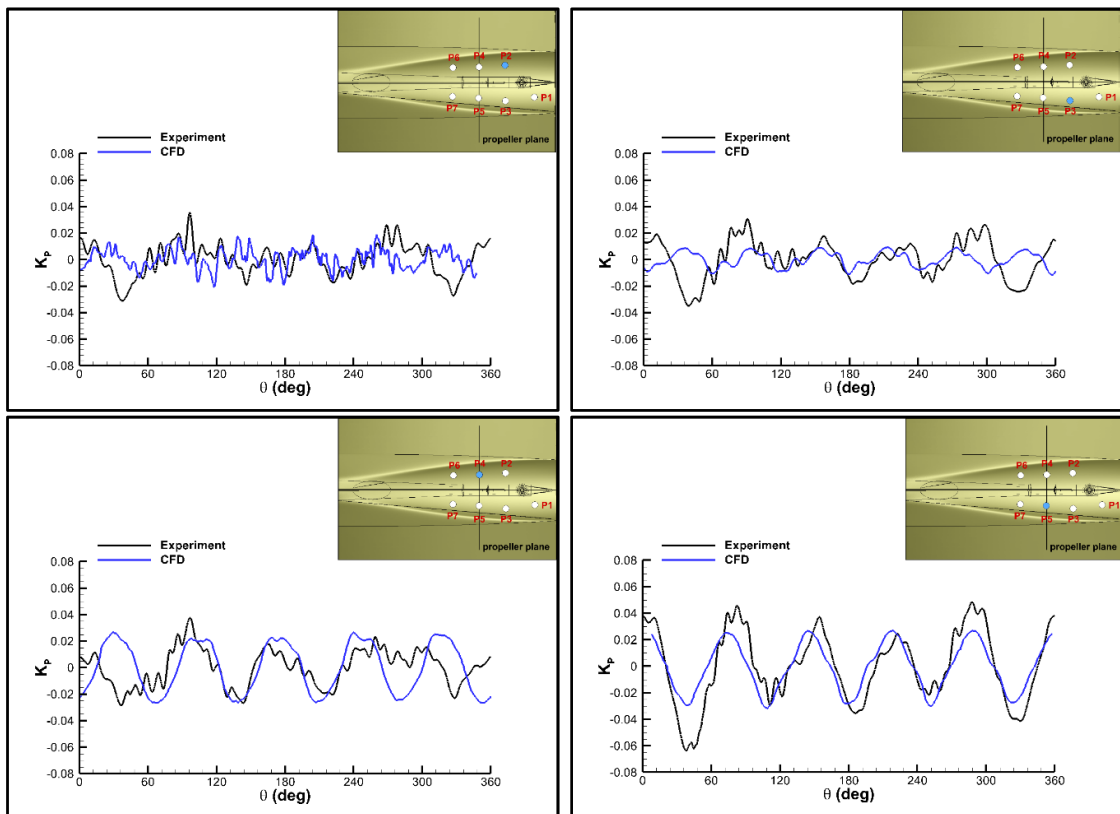 P6 P4 P2
P1
P7 P5 P3
propeller plane
Experiment
CFD
0.08
0.06
0.04
0.02
0
-0.02
-0.04
-0.06
-0.08
KP
0 60 120 180 240 300 360
θ (deg)
P6 P4 P2
P1
P7 P5 P3
propeller plane
Experiment
CFD
0.08
0.06
0.04
0.02
0
-0.02
-0.04
-0.06
-0.08
KP
0 60 120 180 240 300 360
θ (deg)
P6 P4 P2
P1
P7 P5 P3
propeller plane
Experiment
CFD
0.08
0.06
0.04
0.02
0
-0.02
-0.04
-0.06
-0.08
KP
0 60 120 180 240 300 360
θ (deg)
P6 P4 P2
P1
P7 P5 P3
propeller plane
Experiment
CFD
0.08
0.06
0.04
0.02
0
-0.02
-0.04
-0.06
-0.08
KP
0 60 120 180 240 300 360
θ (deg)